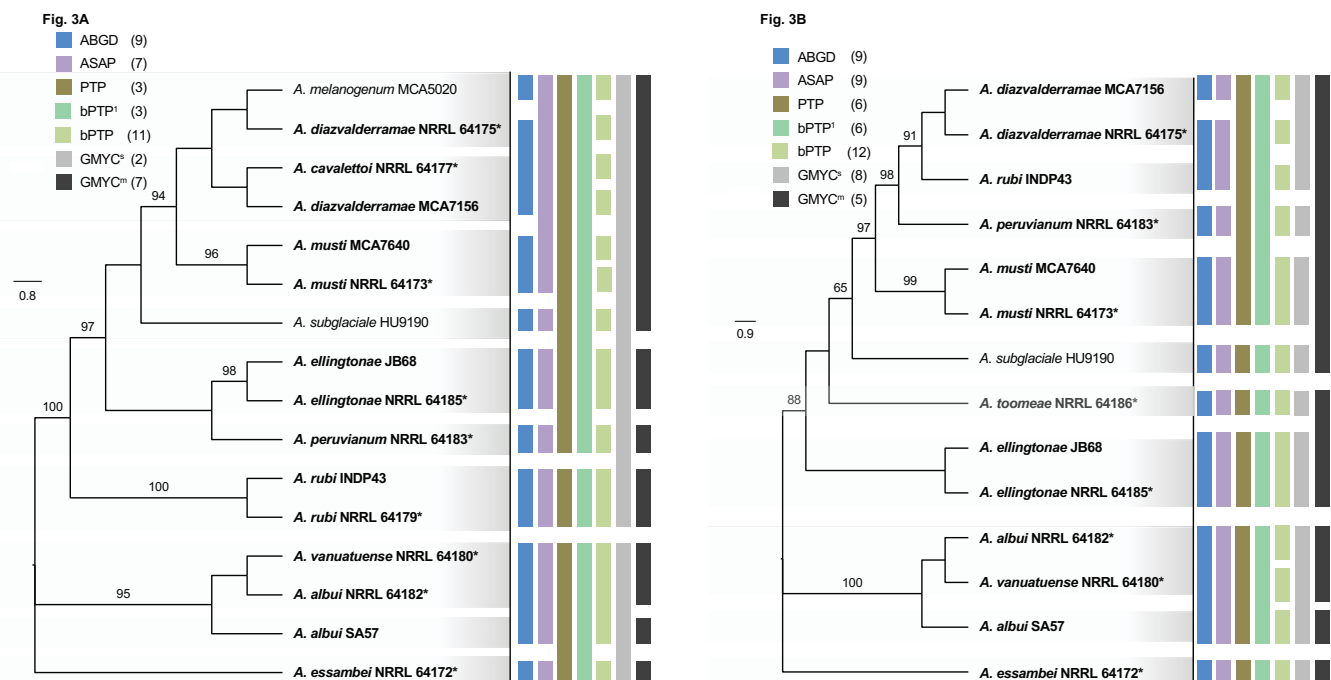 Fig. 3A
ABGD (9)
ASAP (7)
PTP (3)
bPTP¹ (3)
bPTP (11)
GMYCˢ (2)
GMYCᵐ (7)
0.8
A. melanogenum MCA5020
A. diazvalderramae NRRL 64175*
A. cavalettoi NRRL 64177*
94
A. diazvalderramae MCA7156
A. musti MCA7640
96
A. musti NRRL 64173*
A. subglaciale HU9190
97
A. ellingtonae JB68
98
A. ellingtonae NRRL 64185*
100
A. peruvianum NRRL 64183*
A. rubi INDP43
100
A. rubi NRRL 64179*
A. vanuatuense NRRL 64180*
95
A. albui NRRL 64182*
A. albui SA57
A. essambei NRRL 64172*
Fig. 3B
ABGD (9)
ASAP (9)
PTP (6)
bPTP¹ (6)
bPTP (12)
GMYCˢ (8)
GMYCᵐ (5)
0.9
A. diazvalderramae MCA7156
91
A. diazvalderramae NRRL 64175*
98
A. rubi INDP43
97
A. peruvianum NRRL 64183*
A. musti MCA7640
99
65
A. musti NRRL 64173*
A. subglaciale HU9190
88
A. toomeae NRRL 64186*
A. ellingtonae JB68
A. ellingtonae NRRL 64185*
A. albui NRRL 64182*
100
A. vanuatuense NRRL 64180*
A. albui SA57
A. essambei NRRL 64172*